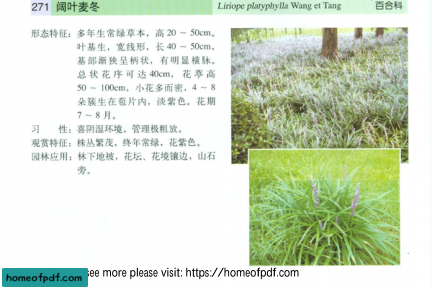 271 阔叶麦冬 Liriope platyphylla Wang et Tang 百合科
形态特征：多年生常绿草本，高 20 ~ 50cm。
叶基生，宽线形，长 40 ~ 50cm，
基部渐狭呈柄状，有明显横脉。
总状花序可达 40cm，花葶高
50 ~ 100cm，小花多而密，4 ~ 8
朵簇生在苞片内，淡紫色。花期
7 ~ 8 月。
习 性：喜阴湿环境，管理极粗放。
观赏特征：株丛繁茂，终年常绿，花紫色。
园林应用：林下地被，花坛、花境镶边，山石
旁。
homeofpdf.com
see more please visit: https://homeofpdf.com